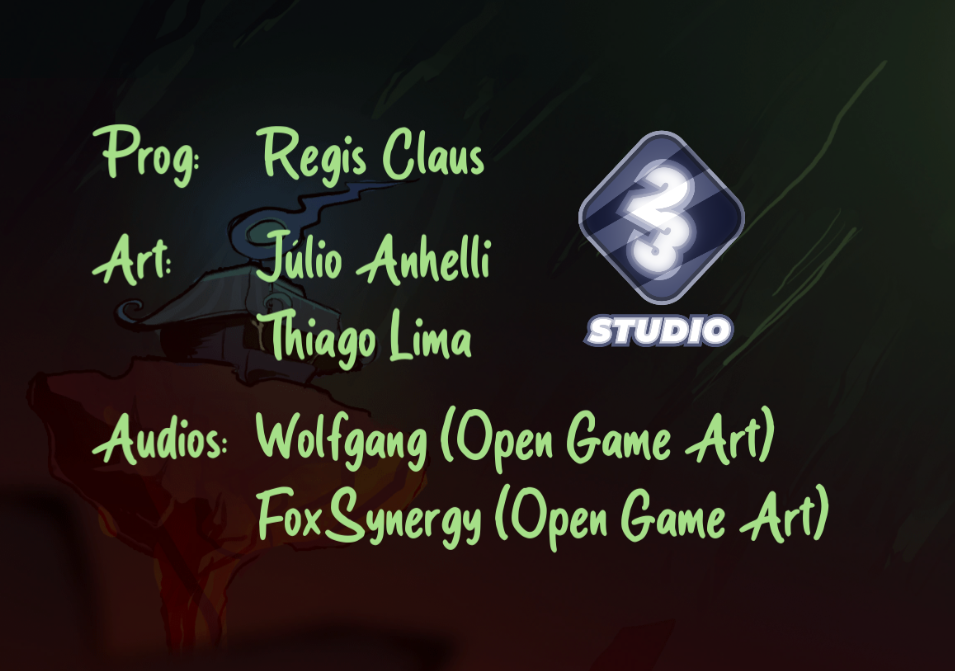 Prog: Regis Claus
Art: Júlio Anhelli
Thiago Lima
23
STUDIO
Audios: Wolfgang (Open Game Art)
FoxSynergy (Open Game Art)